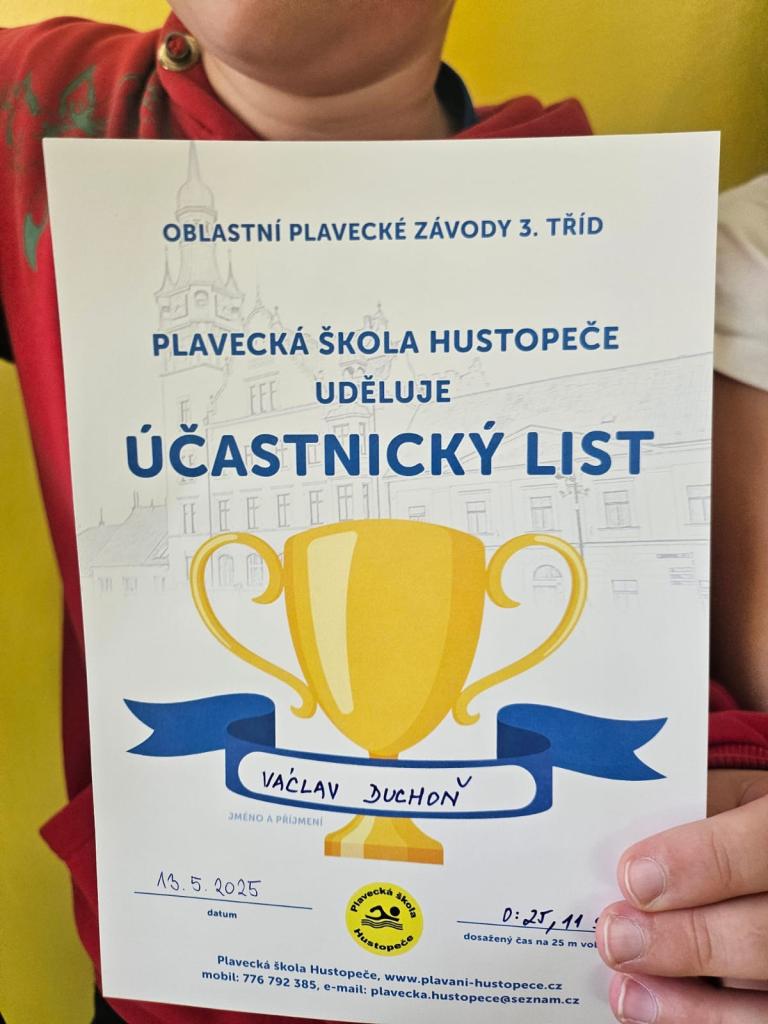 OBLASTNÍ PLAVECKÉ ZÁVODY 3. TŘÍD
PLAVECKÁ ŠKOLA HUSTOPEČE
UDĚLUJE
ÚČASTNICKÝ LIST
VÁCLAV DUCHOŇ
JMÉNO A PŘÍJMENÍ
13.5.2025
datum
Plavecká škola
Hustopeče
0:25,11
dosažený čas na 25 m
Plavecká škola Hustopeče, www.plavani-hustopece.cz
mobil: 776 792 385, e-mail: plavecka.hustopece@seznam.cz